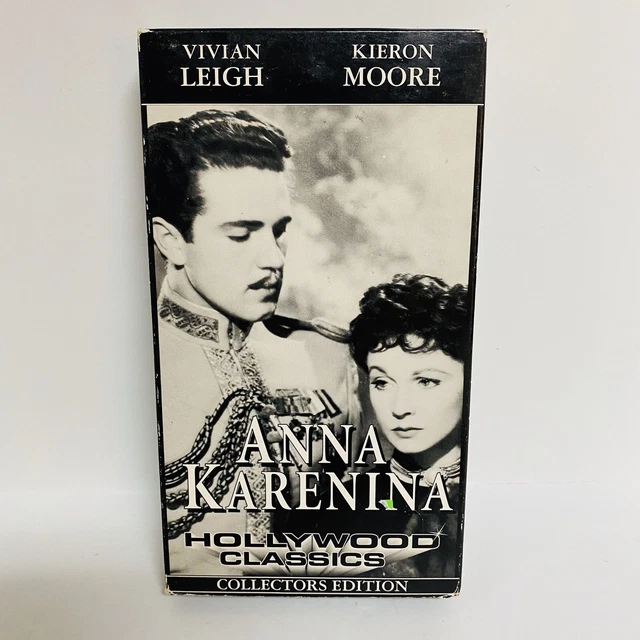 VIVIAN KIERON
LEIGH MOORE
ANNA
KARENINA
HOLLYWOOD
CLASSICS
COLLECTORS EDITION